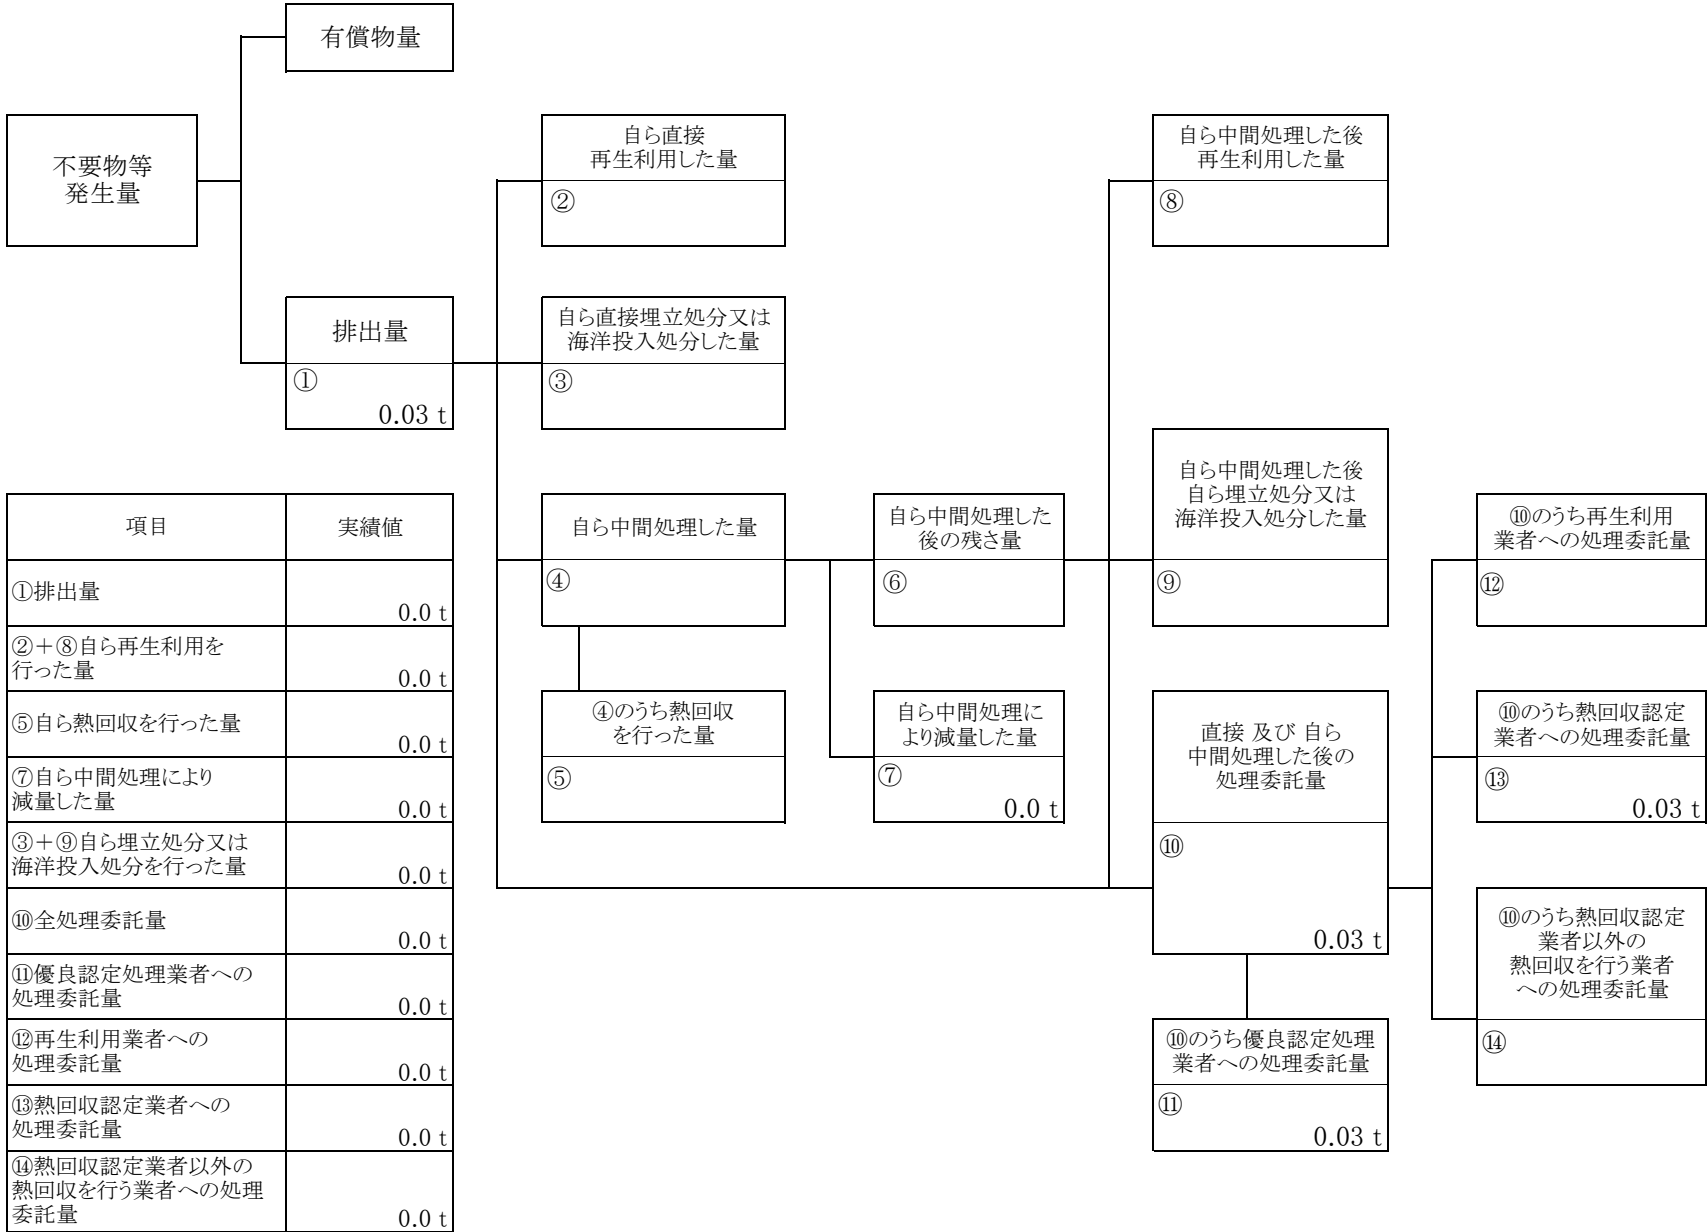 有償物量
不要物等
発生量
自ら直接
再生利用した量
②
自ら中間処理した後
再生利用した量
⑧
排出量
①
0.03 t
自ら直接埋立処分又は
海洋投入処分した量
③
項目 実績値
①排出量
0.0 t
②＋⑧自ら再生利用を
行った量
0.0 t
⑤自ら熱回収を行った量
0.0 t
⑦自ら中間処理により
減量した量
0.0 t
③＋⑨自ら埋立処分又は
海洋投入処分を行った量
0.0 t
⑩全処理委託量
0.0 t
⑪優良認定処理業者への
処理委託量
0.0 t
⑫再生利用業者への
処理委託量
0.0 t
⑬熱回収認定業者への
処理委託量
0.0 t
⑭熱回収認定業者以外の
熱回収を行う業者への処理
委託量
0.0 t
自ら中間処理した量
④
④のうち熱回収
を行った量
⑤
自ら中間処理した
後の残さ量
⑥
自ら中間処理に
より減量した量
⑦
0.0 t
自ら中間処理した後
自ら埋立処分又は
海洋投入処分した量
⑨
直接 及び 自ら
中間処理した後の
処理委託量
⑩
0.03 t
⑩のうち優良認定処理
業者への処理委託量
⑪
0.03 t
⑩のうち再生利用
業者への処理委託量
⑫
⑩のうち熱回収認定
業者への処理委託量
⑬
0.03 t
⑩のうち熱回収認定
業者以外の
熱回収を行う業者
への処理委託量
⑭